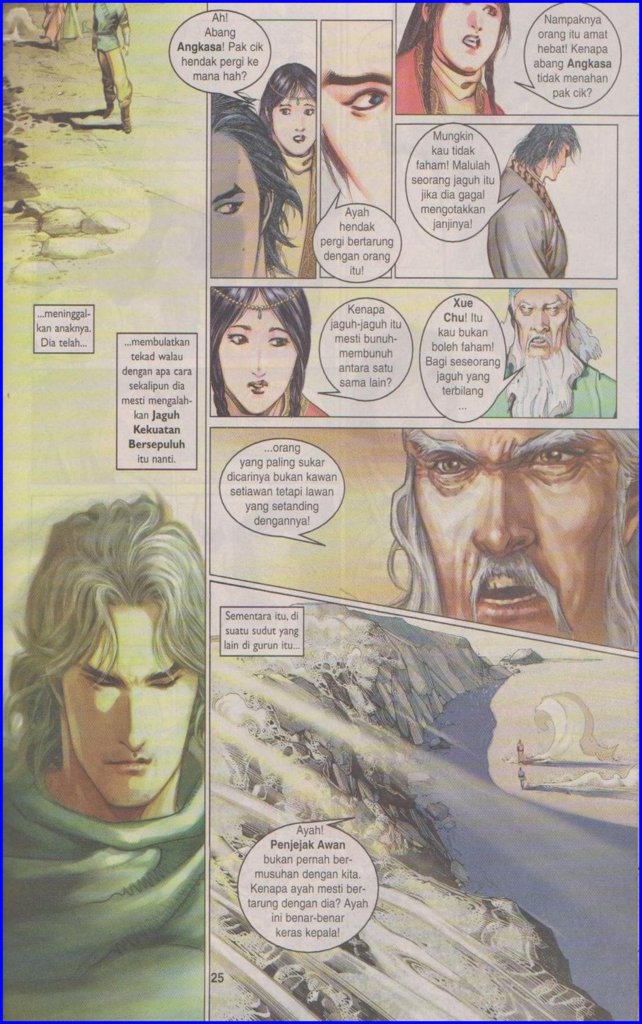 Ah!
Abang
Angkasa! Pak cik
hendak pergi ke
mana hah?
Ayah
hendak
pergi bertarung
dengan orang
itu!
Nampaknya
orang itu amat
hebat! Kenapa
abang Angkasa
tidak menahan
pak cik?
Mungkin
kau tidak
faham! Malulah
seorang jaguh itu
jika dia gagal
mengotakkan
janjinya!
...meninggal-
kan anaknya.
Dia telah...
...membulatkan
tekad walau
dengan apa cara
sekalipun dia
mesti mengalah-
kan Jaguh
Kekuatan
Bersepuluh
itu nanti.
Kenapa
jaguh-jaguh itu
mesti bunuh-
membunuh
antara satu
sama lain?
Xue
Chu! Itu
kau bukan
boleh faham!
Bagi seseorang
jaguh yang
terbilang
...
...orang
yang paling sukar
dicarinya bukan kawan
setiawan tetapi lawan
yang setanding
dengannya!
Sementara itu, di
suatu sudut yang
lain di gurun itu...
Ayah!
Penjejak Awan
bukan pernah ber-
musuhan dengan kita.
Kenapa ayah mesti ber-
tarung dengan dia? Ayah
ini benar-benar
keras kepala!
25